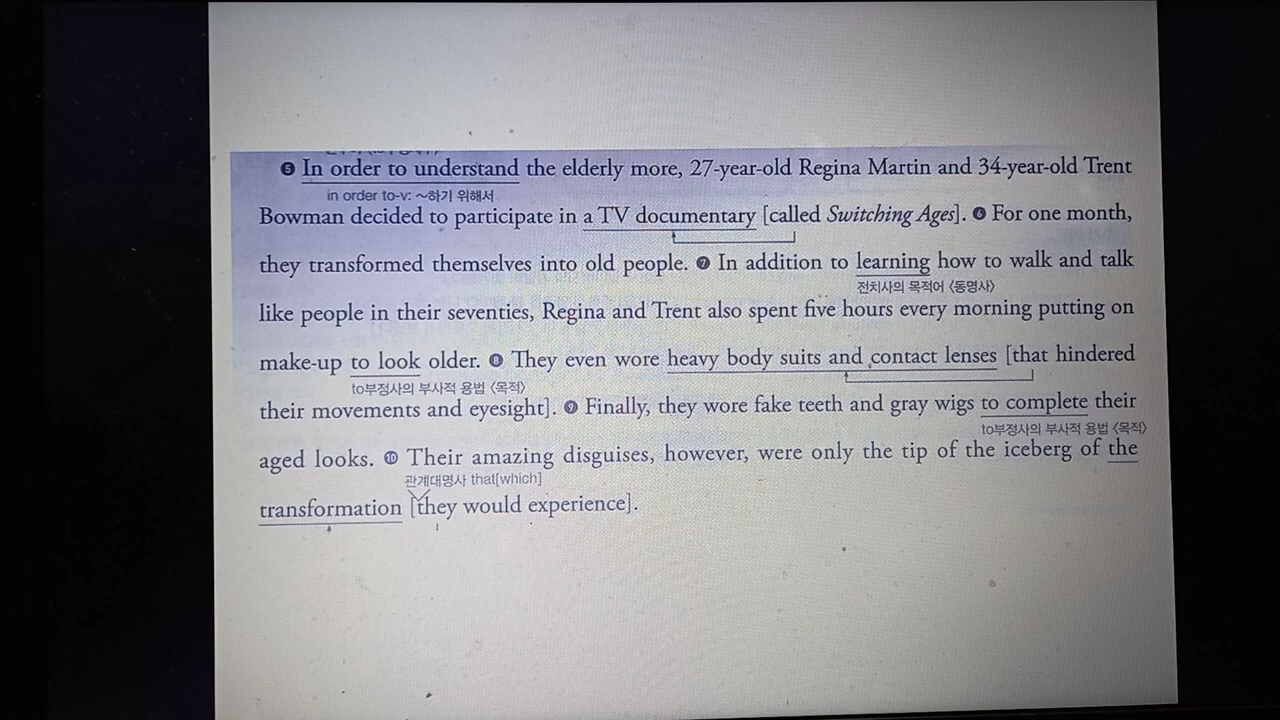 ❺ In order to understand the elderly more, 27-year-old Regina Martin and 34-year-old Trent
in order to-v: ~하기 위해서
Bowman decided to participate in a TV documentary [called Switching Ages]. ❻ For one month,
they transformed themselves into old people. ❼ In addition to learning how to walk and talk
전치사의 목적어 〈동명사〉
like people in their seventies, Regina and Trent also spent five hours every morning putting on
make-up to look older. ❽ They even wore heavy body suits and contact lenses [that hindered
to부정사의 부사적 용법 〈목적〉
their movements and eyesight]. ❾ Finally, they wore fake teeth and gray wigs to complete their
to부정사의 부사적 용법 〈목적〉
aged looks. ❿ Their amazing disguises, however, were only the tip of the iceberg of the
관계대명사 that[which]
transformation [they would experience].